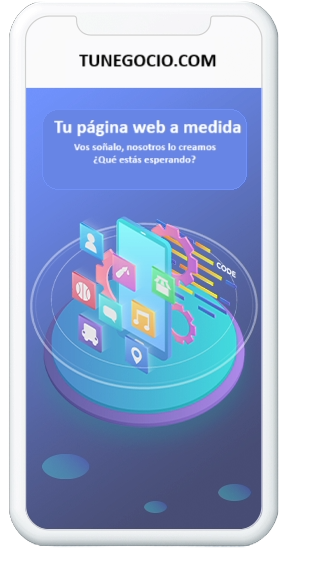 TUNEGOCIO.COM
Tu página web a medida
Vos soñalo, nosotros lo creamos
¿Qué estás esperando?
CODE